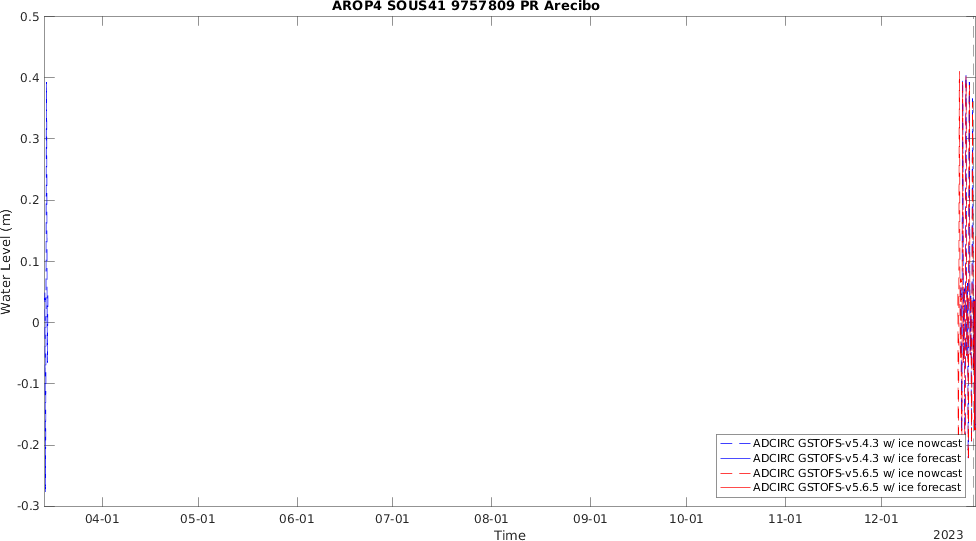 AROP4 SOUS41 9757809 PR Arecibo
0.5
0.4
0.3
0.2
0.1
0
-0.1
-0.2
-0.3
Water Level (m)
ADCIRC GSTOFS-v5.4.3 w/ ice nowcast
ADCIRC GSTOFS-v5.4.3 w/ ice forecast
ADCIRC GSTOFS-v5.6.5 w/ ice nowcast
ADCIRC GSTOFS-v5.6.5 w/ ice forecast
04-01 05-01 06-01 07-01 08-01 09-01 10-01 11-01 12-01
Time
2023